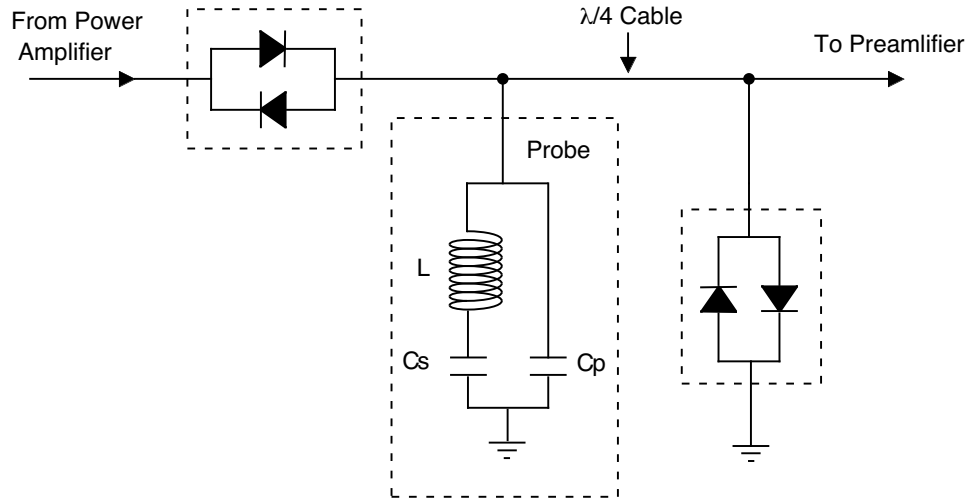 From Power
Amplifier
λ/4 Cable
To Preamlifier
Probe
L
Cs
Cp